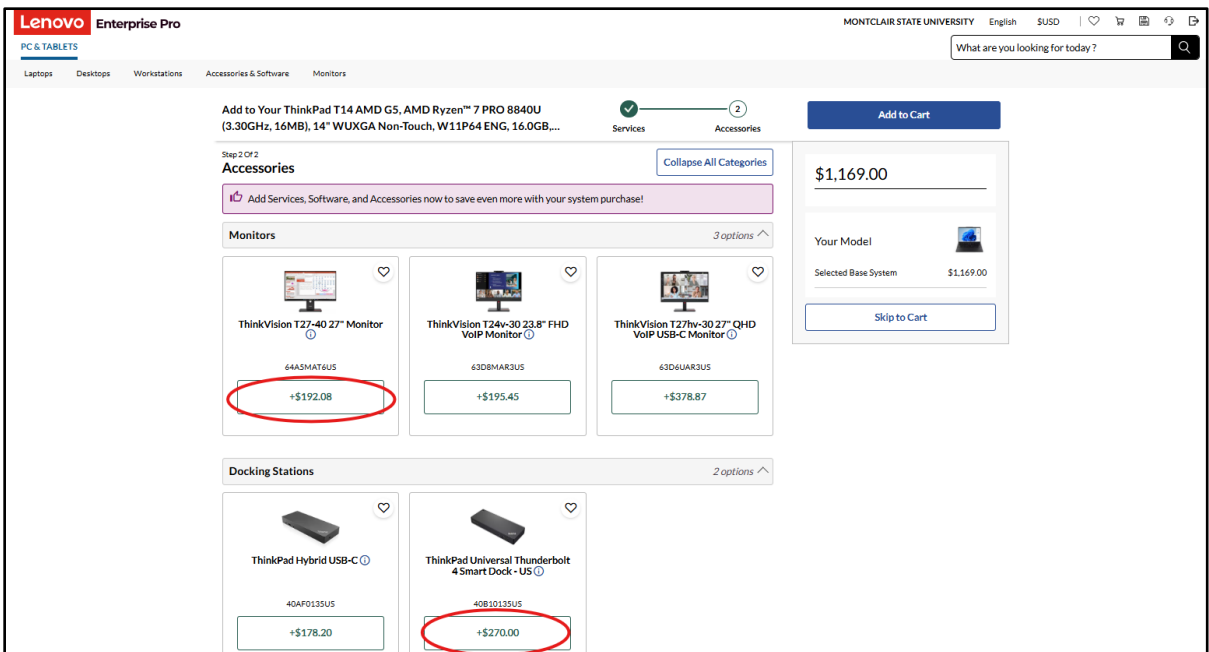 Lenovo Enterprise Pro
MONTCLAIR STATE UNIVERSITY English $USD
PC & TABLETS
What are you looking for today ?
Laptops Desktops Workstations Accessories & Software Monitors
Add to Your ThinkPad T14 AMD G5, AMD Ryzen™ 7 PRO 8840U
(3.30GHz, 16MB), 14" WUXGA Non-Touch, W11P64 ENG, 16.0GB,...
2
Services Accessories
Add to Cart
Step 2 Of 2
Accessories
Collapse All Categories
$1,169.00
Add Services, Software, and Accessories now to save even more with your system purchase!
Monitors 3 options
Your Model
Selected Base System $1,169.00
Skip to Cart
ThinkVision T27-40 27" Monitor
64A5MAT6US
+$192.08
ThinkVision T24v-30 23.8" FHD
VoIP Monitor
63D8MAR3US
+$195.45
ThinkVision T27hv-30 27" QHD
VoIP USB-C Monitor
63D6UAR3US
+$378.87
Docking Stations 2 options
ThinkPad Hybrid USB-C
40AF0135US
+$178.20
ThinkPad Universal Thunderbolt
4 Smart Dock - US
40B10135US
+$270.00